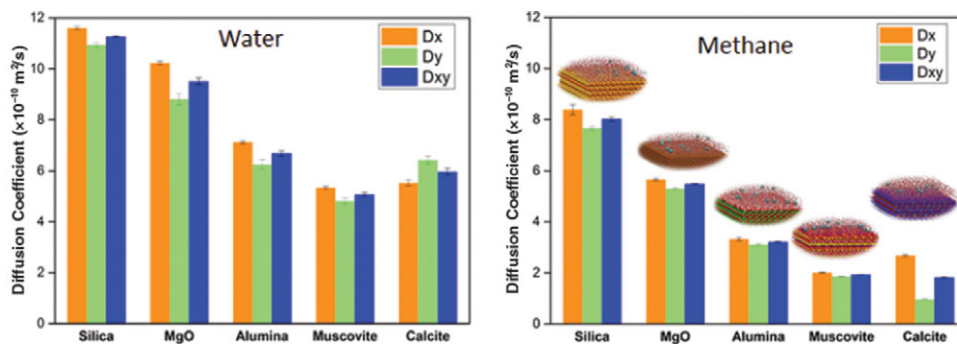 Water
Dx
Dy
Dxy
Diffusion Coefficient (×10⁻¹⁰ m²/s)
12
10
8
6
4
2
0
Silica MgO Alumina Muscovite Calcite
Methane
Dx
Dy
Dxy
Diffusion Coefficient (×10⁻¹⁰ m²/s)
12
10
8
6
4
2
0
Silica MgO Alumina Muscovite Calcite